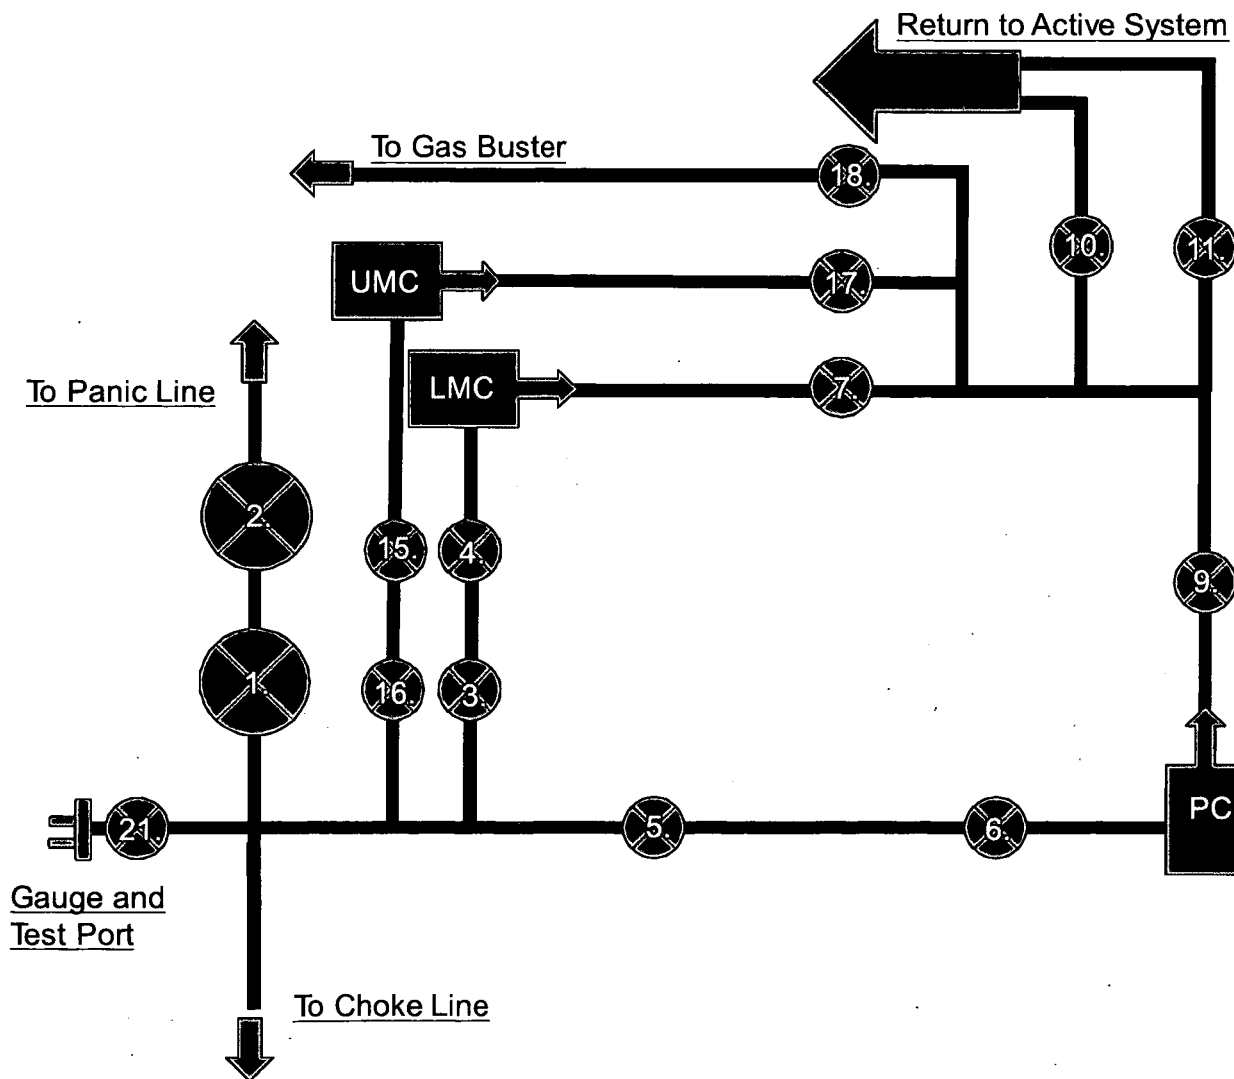 Return to Active System
To Gas Buster
18.
UMC
17.
10.
11.
To Panic Line
LMC
7.
2.
15.
4.
9.
1.
16.
3.
PC
21.
5.
6.
Gauge and
Test Port
To Choke Line